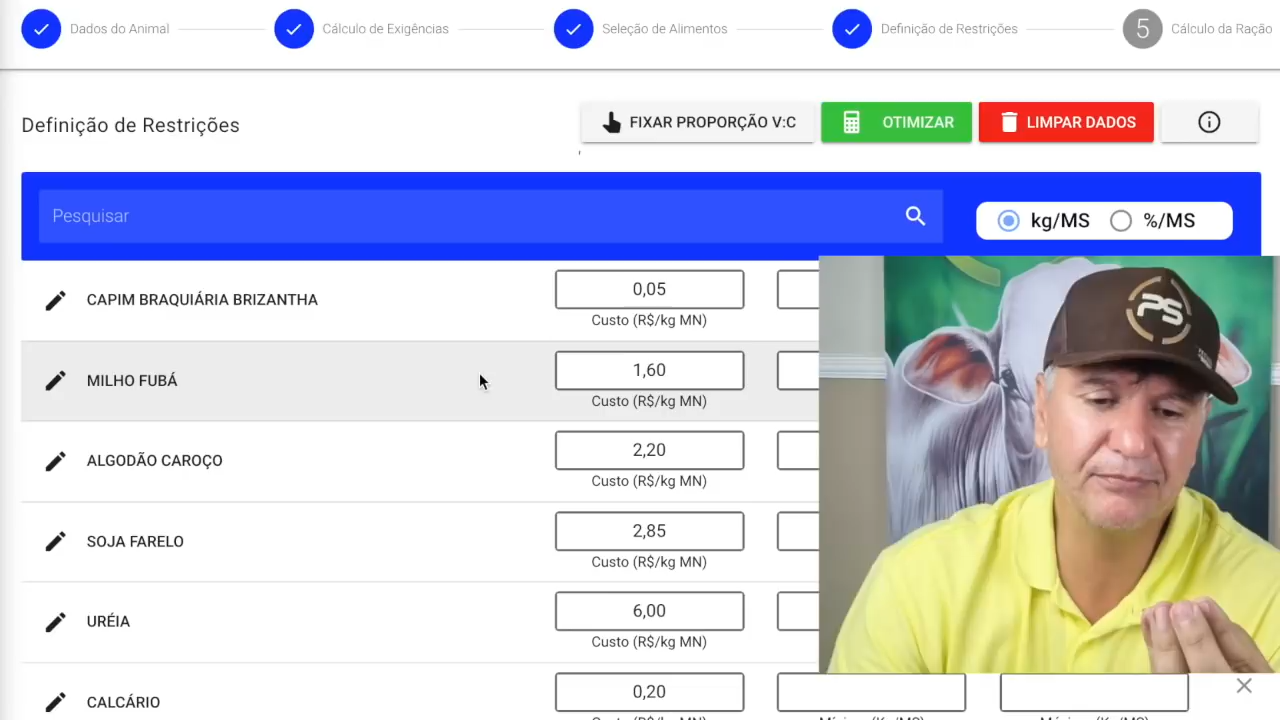 Dados do Animal
Cálculo de Exigências
Seleção de Alimentos
Definição de Restrições
5 Cálculo da Ração
Definição de Restrições
FIXAR PROPORÇÃO V:C
OTIMIZAR
LIMPAR DADOS
Pesquisar
kg/MS
%/MS
CAPIM BRAQUIÁRIA BRIZANTHA
0,05
Custo (R$/kg MN)
MILHO FUBÁ
1,60
Custo (R$/kg MN)
ALGODÃO CAROÇO
2,20
Custo (R$/kg MN)
SOJA FARELO
2,85
Custo (R$/kg MN)
URÉIA
6,00
Custo (R$/kg MN)
CALCÁRIO
0,20
PS